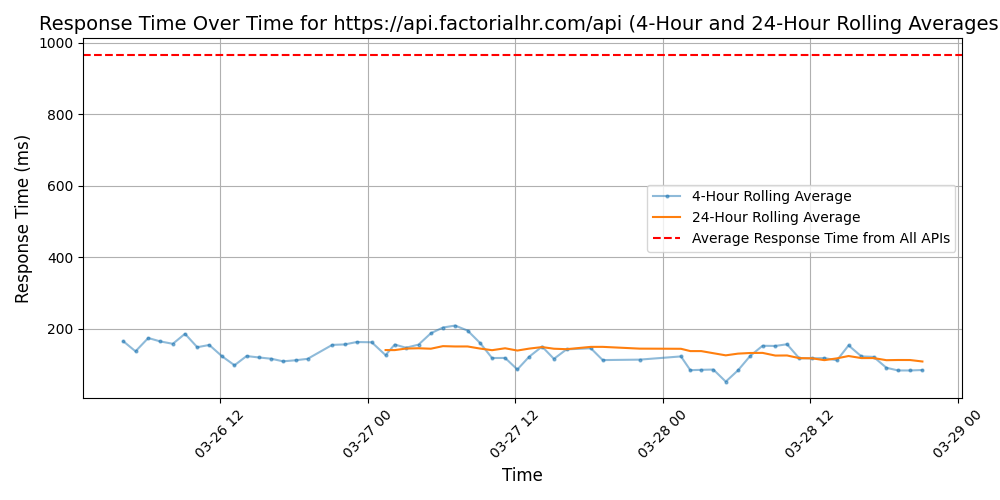 Response Time Over Time for https://api.factorialhr.com/api (4-Hour and 24-Hour Rolling Averages
Response Time (ms)
1000
800
600
400
200
4-Hour Rolling Average
24-Hour Rolling Average
Average Response Time from All APIs
03-26 12
03-27 00
03-27 12
03-28 00
03-28 12
03-29 00
Time